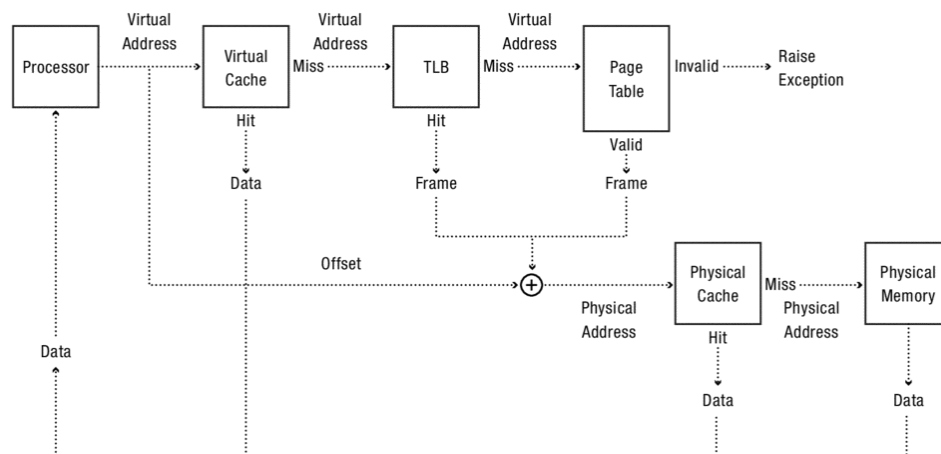 Virtual
Address
Virtual
Address
Virtual
Address
Processor
Virtual
Cache
Miss
TLB
Miss
Page
Table
Invalid
Raise
Exception
Hit
Hit
Valid
Data
Frame
Frame
Offset
Physical
Cache
Miss
Physical
Memory
Physical
Address
Physical
Address
Hit
Data
Data
Data